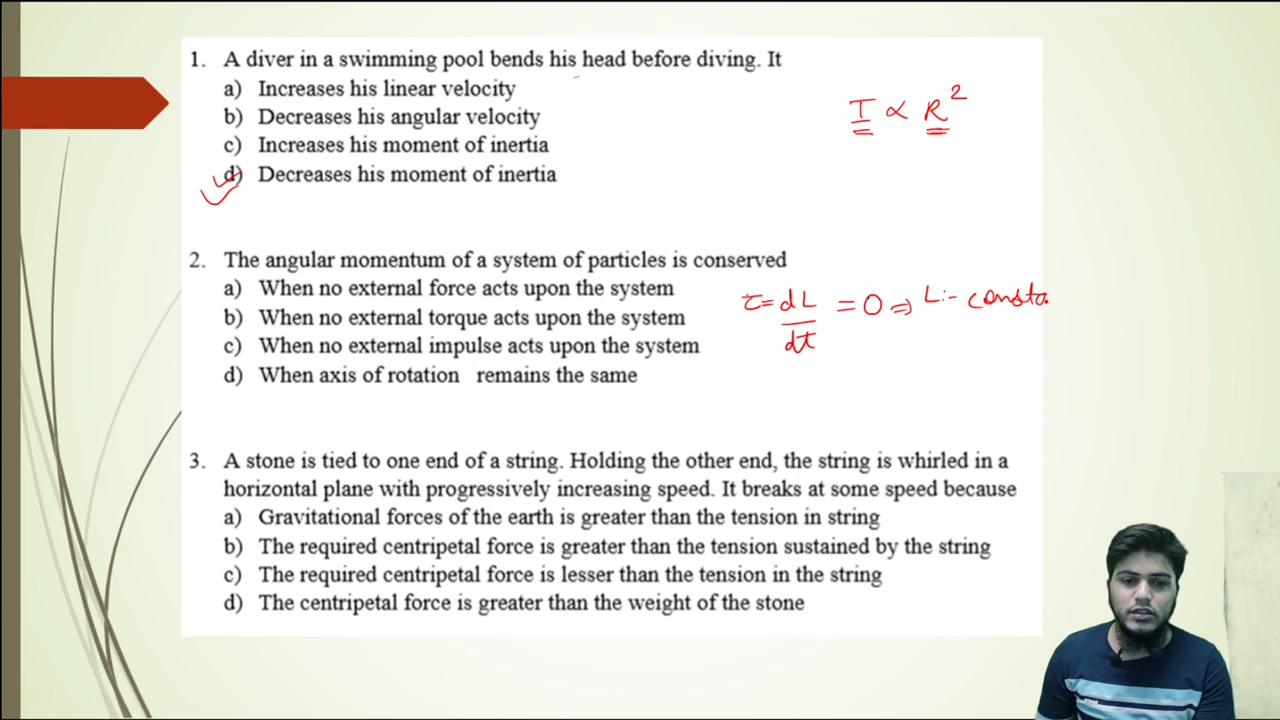 1. A diver in a swimming pool bends his head before diving. It
a) Increases his linear velocity
b) Decreases his angular velocity
c) Increases his moment of inertia
d) Decreases his moment of inertia
I ∝ R²
2. The angular momentum of a system of particles is conserved
a) When no external force acts upon the system
b) When no external torque acts upon the system
c) When no external impulse acts upon the system
d) When axis of rotation remains the same
τ = dL/dt = 0 ⇒ L:- consta
3. A stone is tied to one end of a string. Holding the other end, the string is whirled in a
horizontal plane with progressively increasing speed. It breaks at some speed because
a) Gravitational forces of the earth is greater than the tension in string
b) The required centripetal force is greater than the tension sustained by the string
c) The required centripetal force is lesser than the tension in the string
d) The centripetal force is greater than the weight of the stone